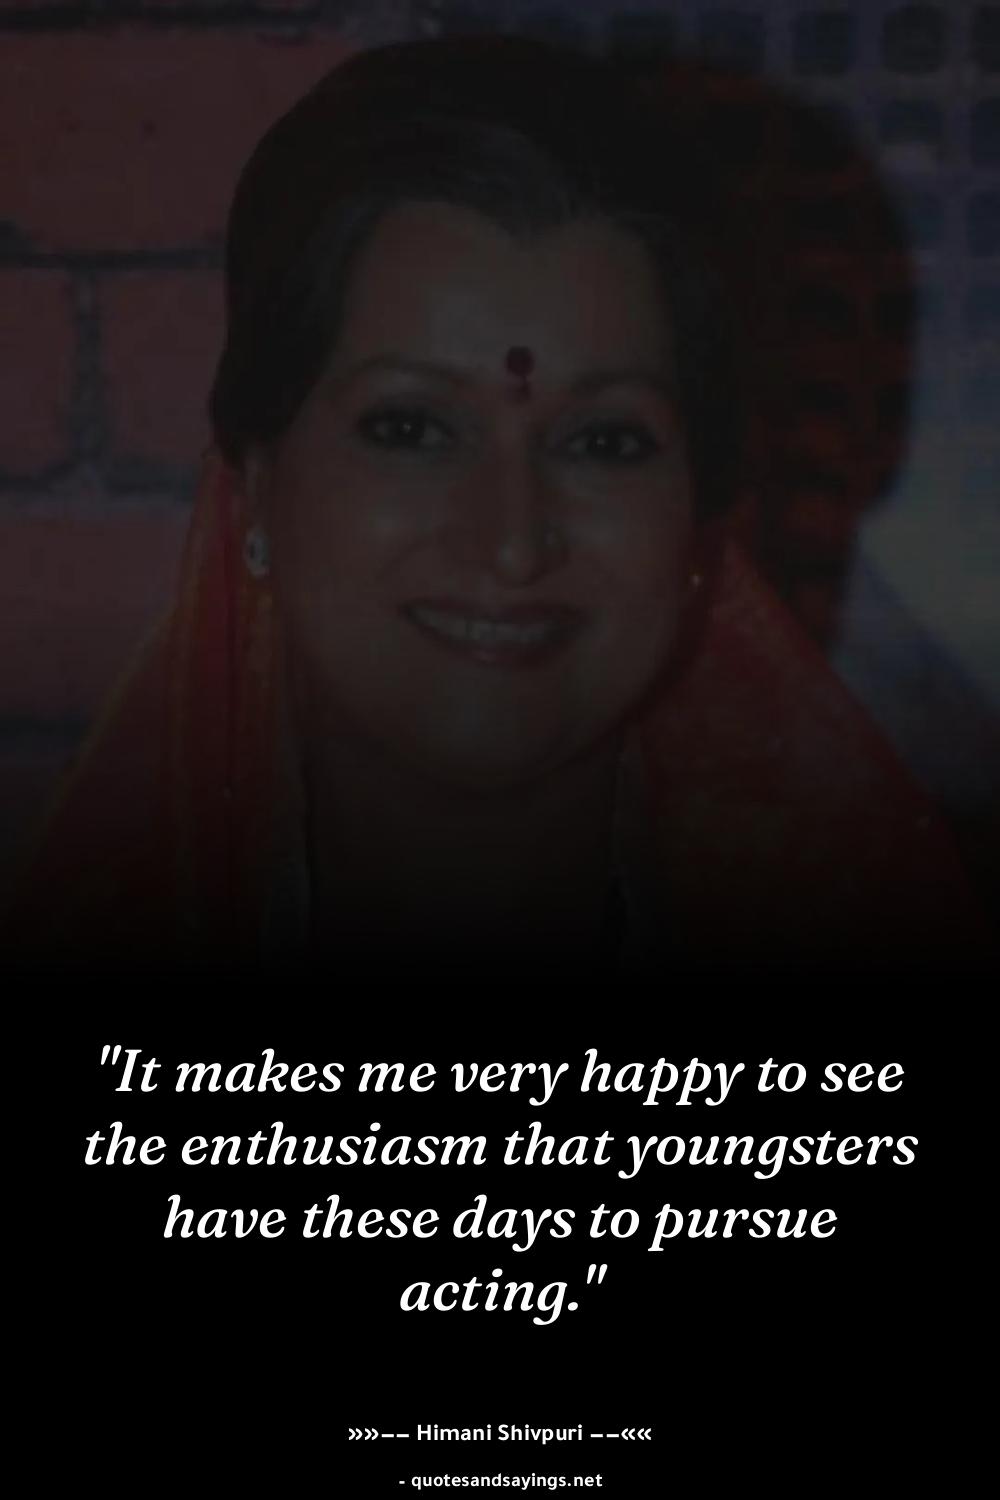 "It makes me very happy to see
the enthusiasm that youngsters
have these days to pursue
acting."
»»−− Himani Shivpuri −−««
- quotesandsayings.net